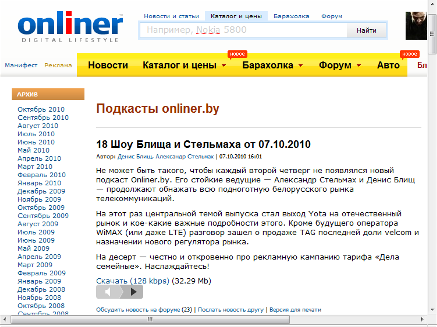 Новости и статьи Каталог и цены Барахолка Форум
onliner
DIGITAL LIFESTYLE
Например, Nokia 5800 Найти
Манифест Реклама Новости Каталог и цены новое Барахолка Форум Авто новое Бл
АРХИВ
Октябрь 2010
Сентябрь 2010
Август 2010
Июль 2010
Июнь 2010
Май 2010
Апрель 2010
Март 2010
Февраль 2010
Январь 2010
Декабрь 2009
Ноябрь 2009
Октябрь 2009
Сентябрь 2009
Август 2009
Июль 2009
Июнь 2009
Май 2009
Апрель 2009
Март 2009
Февраль 2009
Январь 2009
Декабрь 2008
Ноябрь 2008
Октябрь 2008
Сентябрь 2008
Подкасты onliner.by
18 Шоу Блища и Стельмаха от 07.10.2010
Автор: Денис Блищ, Александр Стельмах | 07.10.2010 16:01
Не может быть такого, чтобы каждый второй четверг не появлялся новый
подкаст Onliner.by. Его стойкие ведущие — Александр Стельмах и Денис Блищ
— продолжают обнажать всю подноготную белорусского рынка
телекоммуникаций.
На этот раз центральной темой выпуска стал выход Yota на отечественный
рынок и кое-какие важные подробности этого. Кроме будущего оператора
WiMAX (или даже LTE) разговор зашел о продаже TAG последней доли velcom и
назначении нового регулятора рынка.
На десерт — честно и откровенно про рекламную кампанию тарифа «Дела
семейные». Наслаждайтесь!
Скачать (128 kbps) (32.29 Mb)
Обсудить новость на форуме (23) | Послать новость другу | Версия для печати